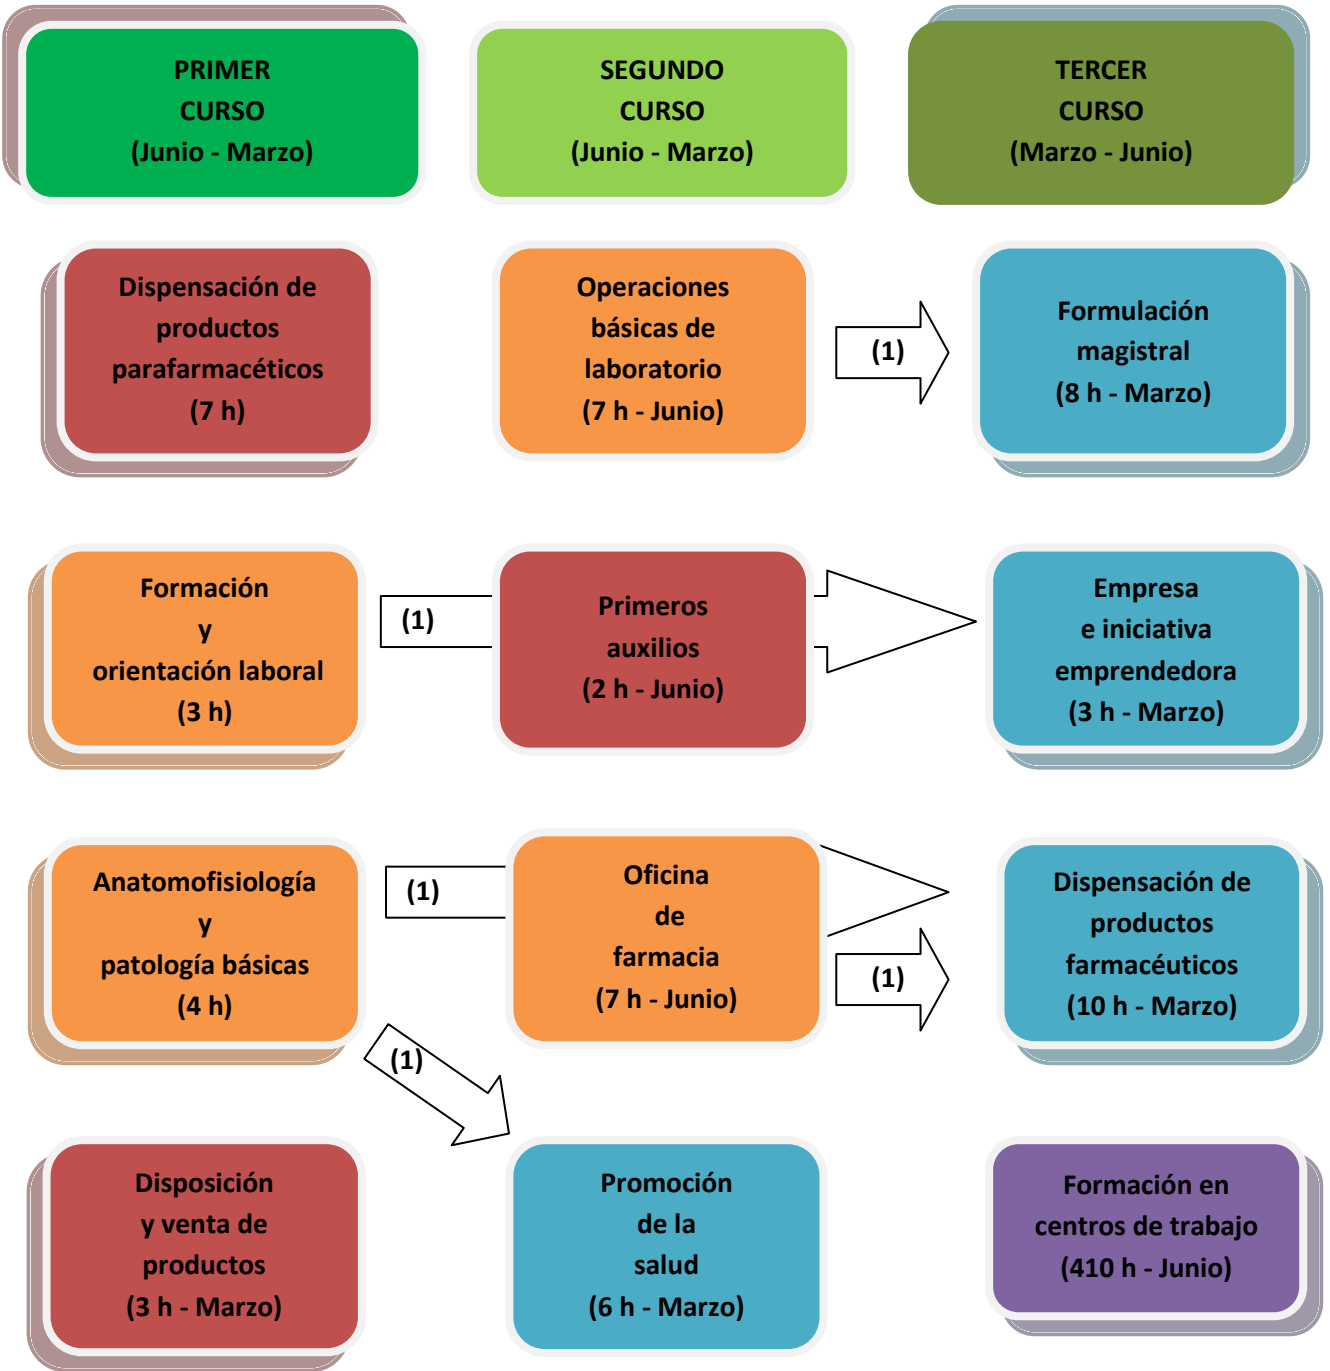 PRIMER
CURSO
(Junio - Marzo)
SEGUNDO
CURSO
(Junio - Marzo)
TERCER
CURSO
(Marzo - Junio)
Dispensación de
productos
parafarmacéticos
(7 h)
Operaciones
básicas de
laboratorio
(7 h - Junio)
(1)
Formulación
magistral
(8 h - Marzo)
Formación
y
orientación laboral
(3 h)
(1)
Primeros
auxilios
(2 h - Junio)
Empresa
e iniciativa
emprendedora
(3 h - Marzo)
Anatomofisiología
y
patología básicas
(4 h)
(1)
Oficina
de
farmacia
(7 h - Junio)
(1)
Dispensación de
productos
farmacéuticos
(10 h - Marzo)
(1)
Disposición
y venta de
productos
(3 h - Marzo)
Promoción
de la
salud
(6 h - Marzo)
Formación en
centros de trabajo
(410 h - Junio)